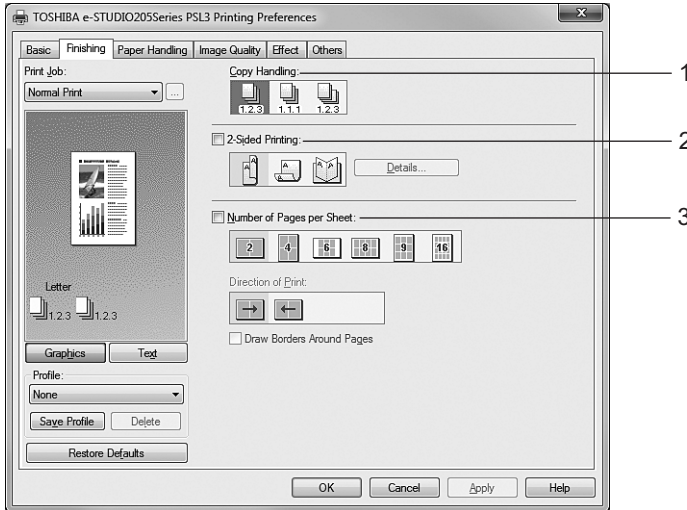 TOSHIBA e-STUDIO205Series PSL3 Printing Preferences
Basic Finishing Paper Handling Image Quality Effect Others
Print Job:
Normal Print
...
Letter
1.2.3 1.2.3
Graphics Text
Profile:
None
Save Profile Delete
Restore Defaults
Copy Handling: 1
1.2.3 1.1.1 1.2.3
2-Sided Printing: 2
Details...
Number of Pages per Sheet: 3
2 4 6 8 9 16
Direction of Print:
Draw Borders Around Pages
OK Cancel Apply Help